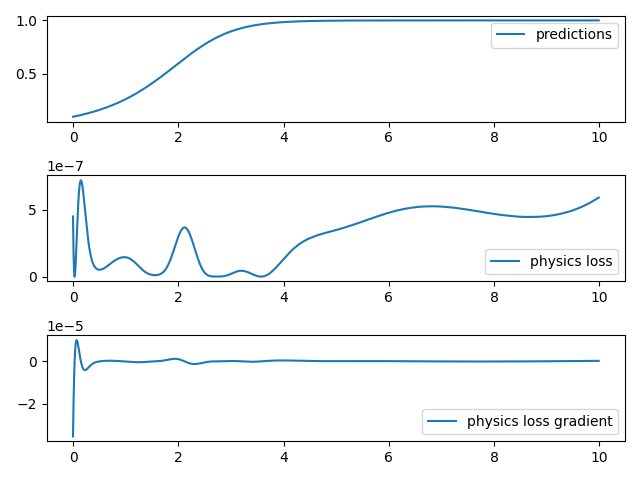 1.0
0.5
predictions
0 2 4 6 8 10
1e−7
5
0
physics loss
0 2 4 6 8 10
1e−5
0
−2
physics loss gradient
0 2 4 6 8 10